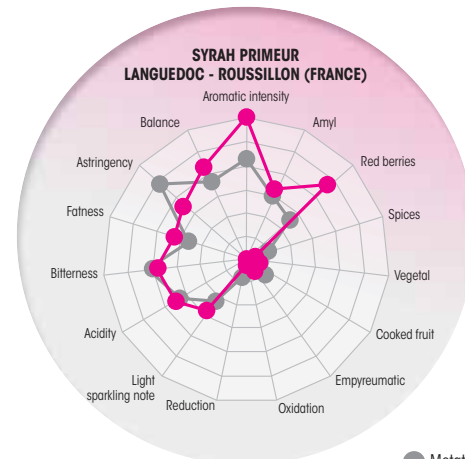 SYRAH PRIMEUR
LANGUEDOC - ROUSSILLON (FRANCE)
Aromatic intensity
Balance
Amyl
Astringency
Red berries
Fatness
Spices
Bitterness
Vegetal
Acidity
Cooked fruit
Light
sparkling note
Empyreumatic
Reduction
Oxidation